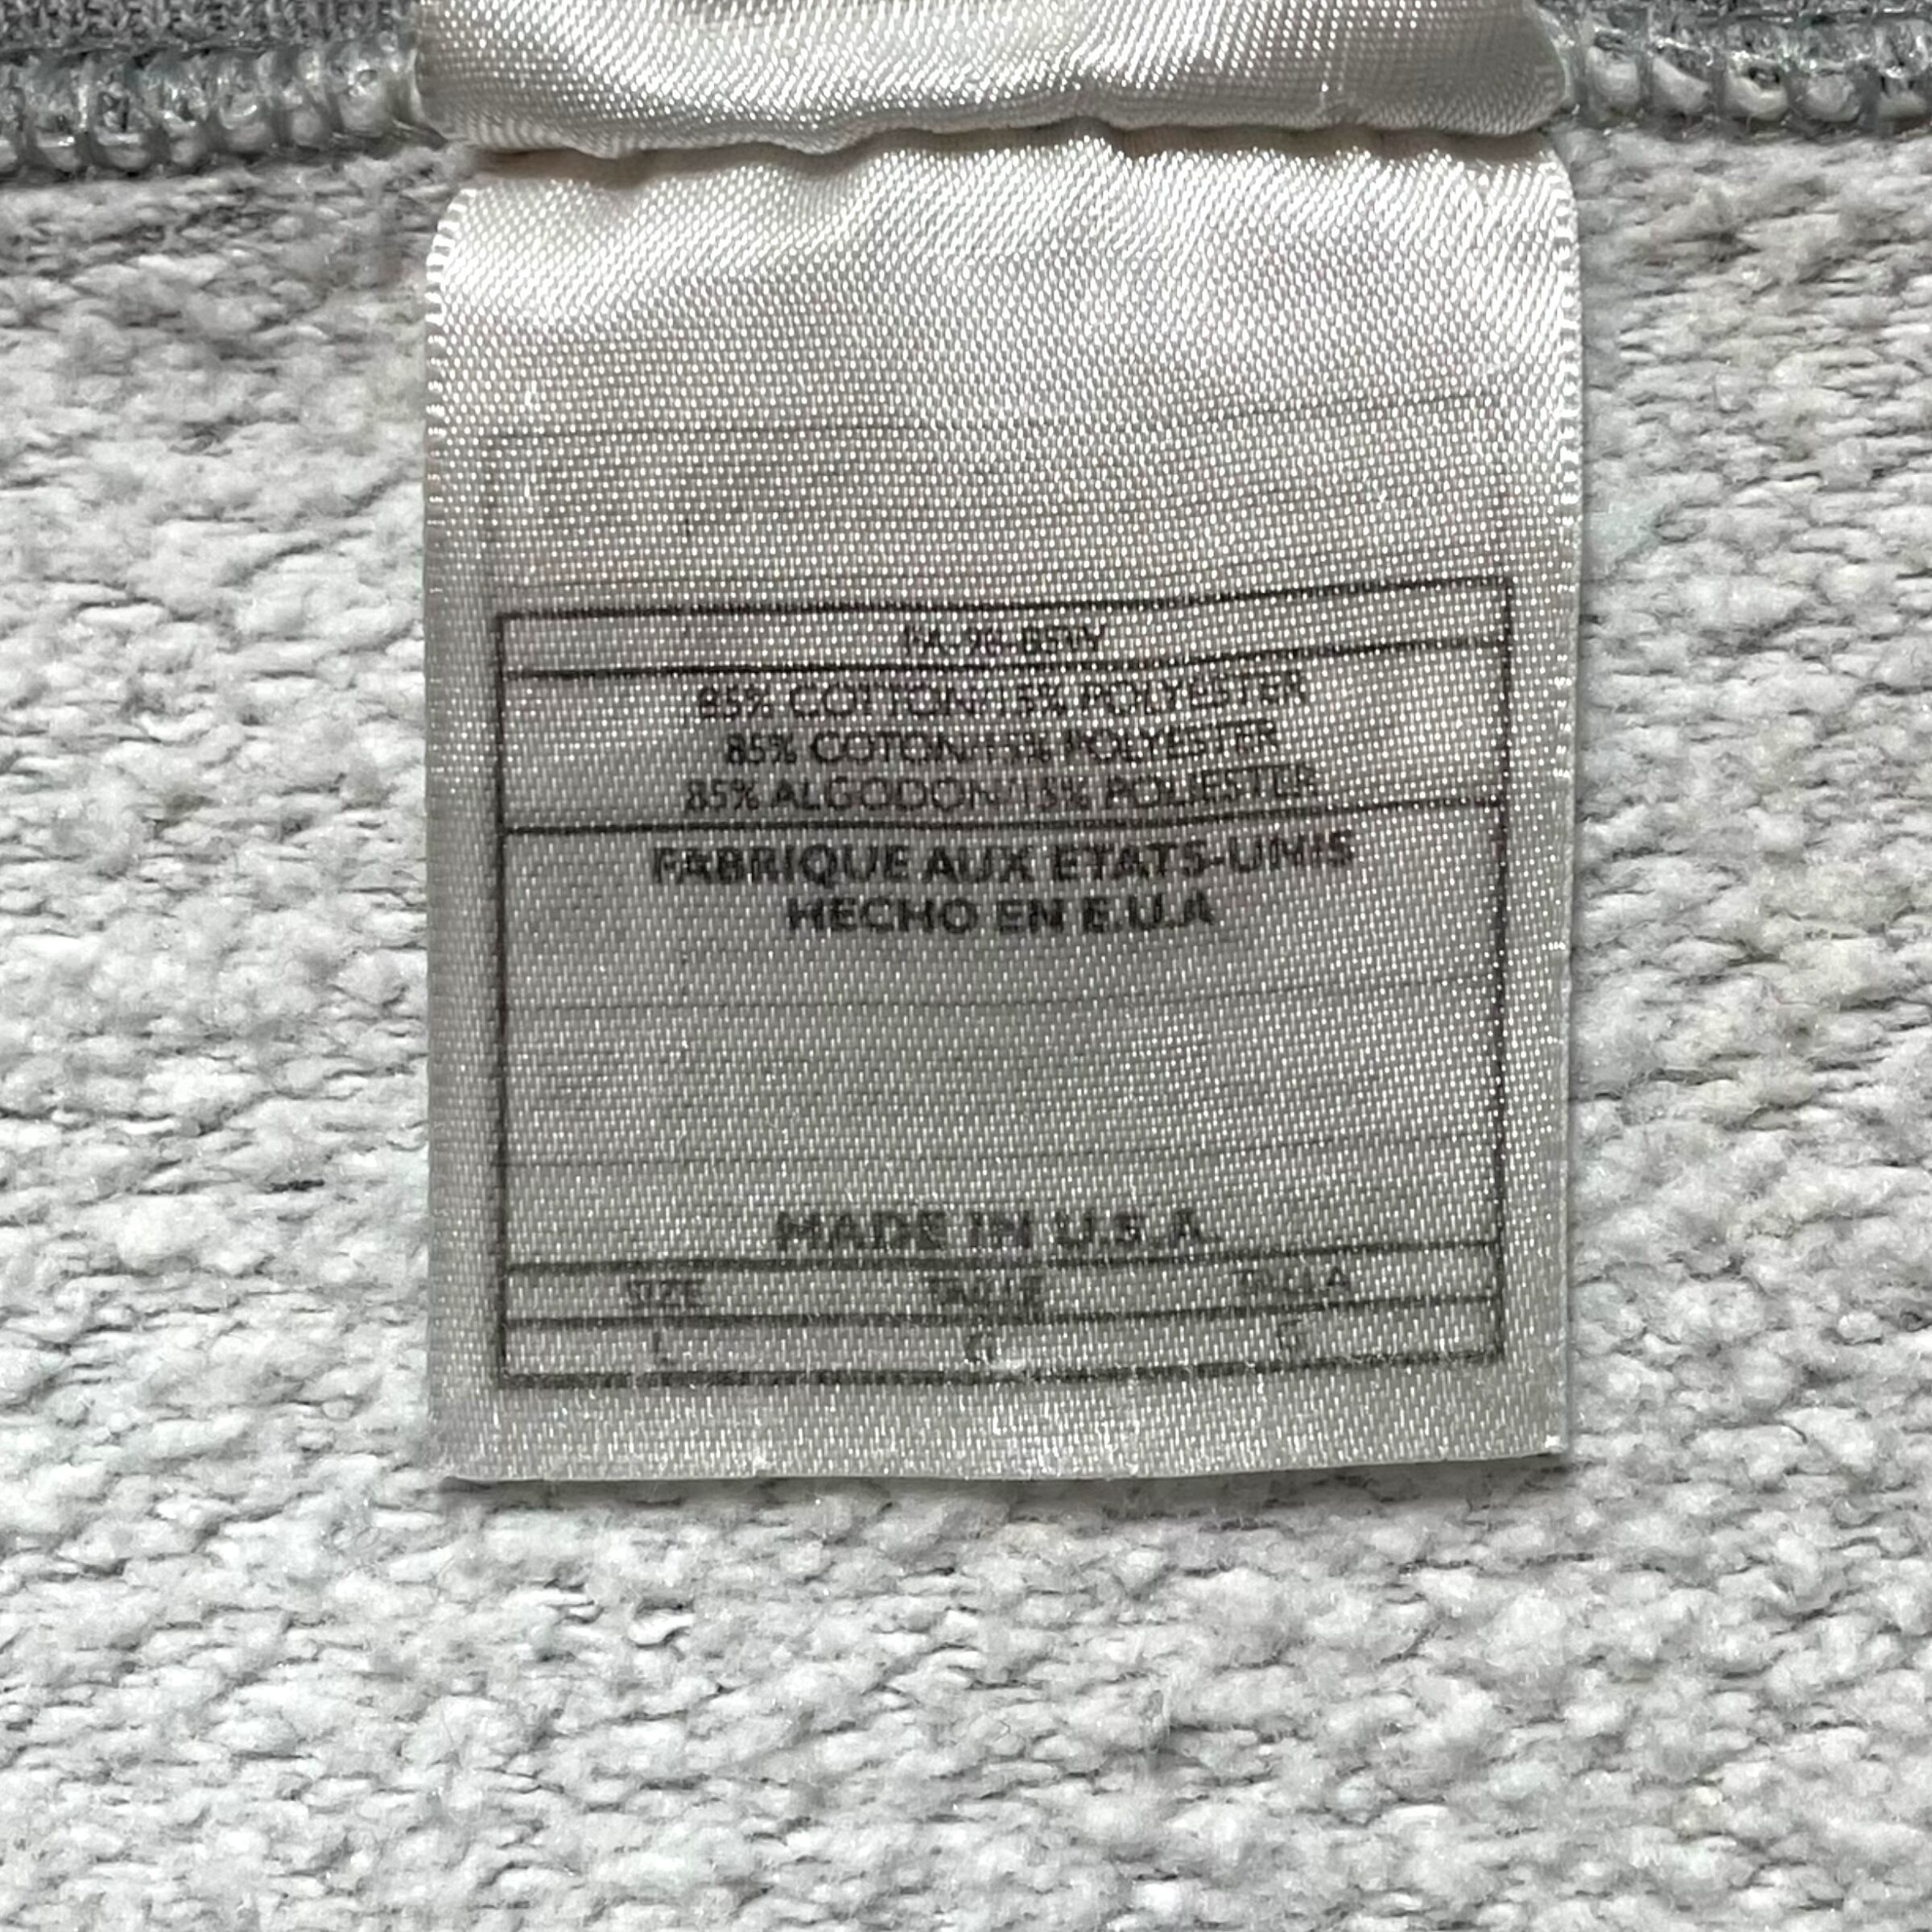 85% COTTON/15% POLYESTER
85% COTON/15% POLYESTER
85% ALGODON/15% POLIESTER
FABRIQUE AUX ETATS-UNIS
HECHO EN E.U.A
MADE IN U.S.A
SIZE TAILLE TALLA
L G G